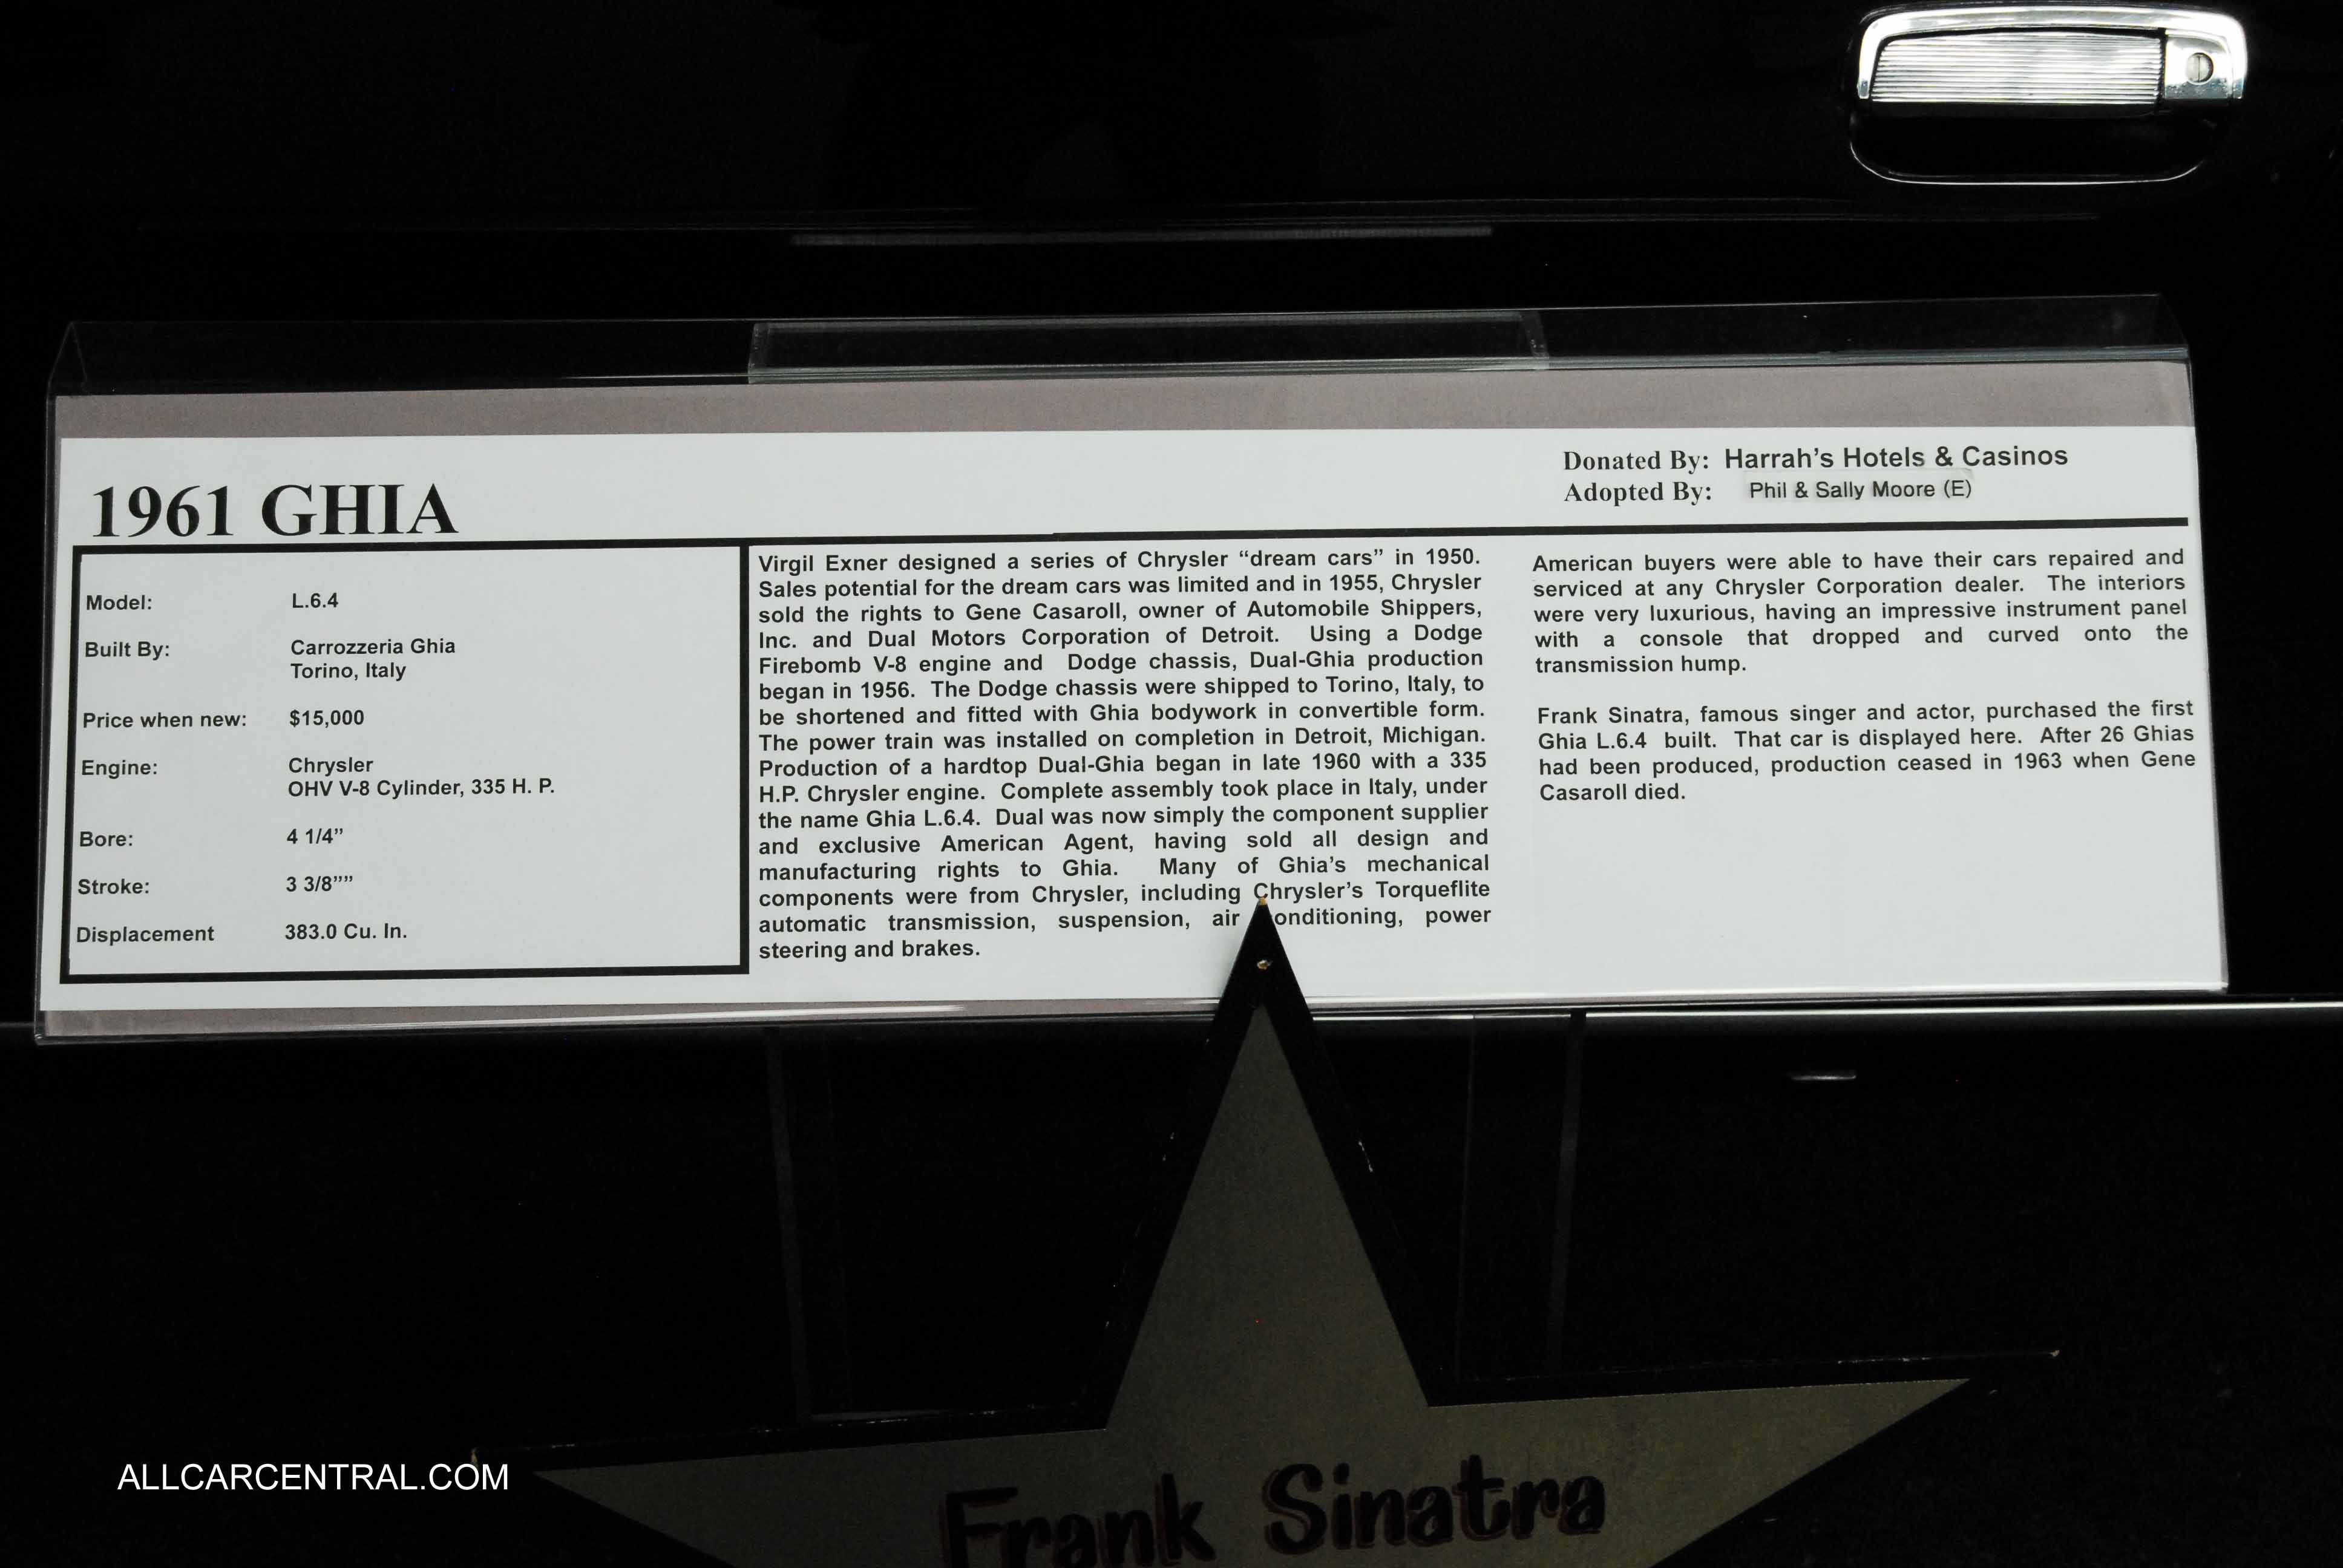 1961 GHIA
Donated By: Harrah's Hotels & Casinos
Adopted By: Phil & Sally Moore (E)
Model: L.6.4
Built By: Carrozzeria Ghia
Torino, Italy
Price when new: $15,000
Engine: Chrysler
OHV V-8 Cylinder, 335 H. P.
Bore: 4 1/4”
Stroke: 3 3/8””
Displacement 383.0 Cu. In.
Virgil Exner designed a series of Chrysler “dream cars” in 1950.
Sales potential for the dream cars was limited and in 1955, Chrysler
sold the rights to Gene Casaroll, owner of Automobile Shippers,
Inc. and Dual Motors Corporation of Detroit. Using a Dodge
Firebomb V-8 engine and Dodge chassis, Dual-Ghia production
began in 1956. The Dodge chassis were shipped to Torino, Italy, to
be shortened and fitted with Ghia bodywork in convertible form.
The power train was installed on completion in Detroit, Michigan.
Production of a hardtop Dual-Ghia began in late 1960 with a 335
H.P. Chrysler engine. Complete assembly took place in Italy, under
the name Ghia L.6.4. Dual was now simply the component supplier
and exclusive American Agent, having sold all design and
manufacturing rights to Ghia. Many of Ghia's mechanical
components were from Chrysler, including Chrysler's Torqueflite
automatic transmission, suspension, air conditioning, power
steering and brakes.
American buyers were able to have their cars repaired and
serviced at any Chrysler Corporation dealer. The interiors
were very luxurious, having an impressive instrument panel
with a console that dropped and curved onto the
transmission hump.
Frank Sinatra, famous singer and actor, purchased the first
Ghia L.6.4 built. That car is displayed here. After 26 Ghias
had been produced, production ceased in 1963 when Gene
Casaroll died.
Frank Sinatra
ALLCARCENTRAL.COM